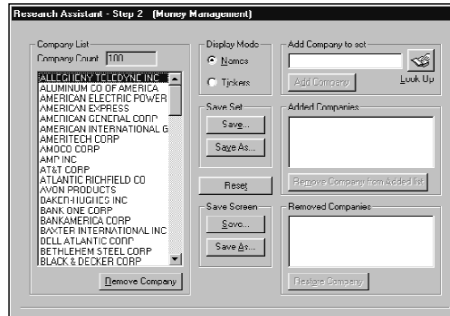 Research Assistant - Step 2 (Money Management)
Company List
Company Count 100
ALLEGHENY TELEDYNE INC
ALUMINUM CO OF AMERICA
AMERICAN ELECTRIC POWER
AMERICAN EXPRESS
AMERICAN GENERAL CORP
AMERICAN INTERNATIONAL G
AMERITECH CORP
AMOCO CORP
AMP INC
AT&T CORP
ATLANTIC RICHFIELD CO
AVON PRODUCTS
BAKER-HUGHES INC
BANK ONE CORP
BANKAMERICA CORP
BAXTER INTERNATIONAL INC
BELL ATLANTIC CORP
BETHLEHEM STEEL CORP
BLACK & DECKER CORP
Remove Company
Display Mode
Names
Tickers
Save Set
Save...
Save As...
Reset
Save Screen
Save...
Save As...
Add Company to set
Add Company
Look Up
Added Companies
Remove Company from Added list
Removed Companies
Restore Company